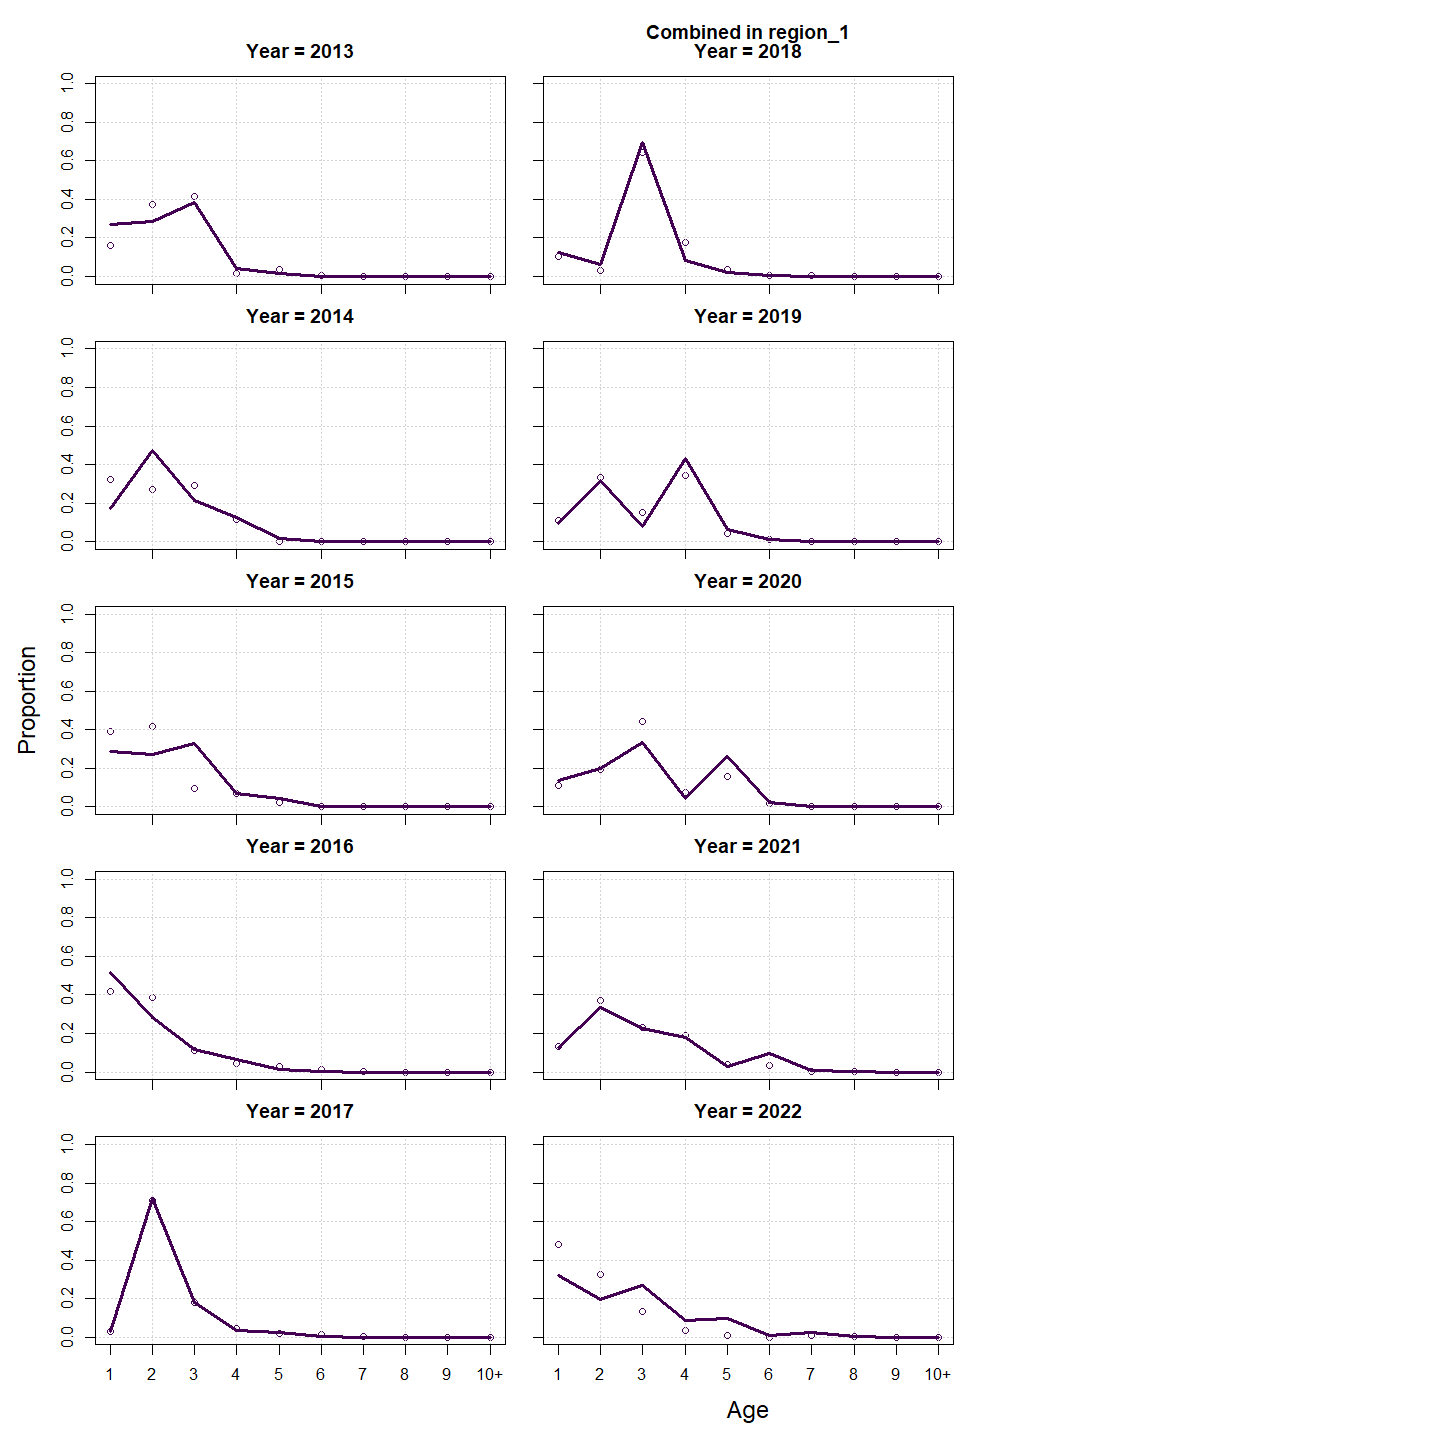 Combined in region_1
Year = 2013
Year = 2018
1.0
0.8
0.6
0.4
0.2
0.0
Year = 2014
Year = 2019
1.0
0.8
0.6
0.4
0.2
0.0
Year = 2015
Year = 2020
1.0
0.8
0.6
0.4
0.2
0.0
Proportion
Year = 2016
Year = 2021
1.0
0.8
0.6
0.4
0.2
0.0
Year = 2017
Year = 2022
1.0
0.8
0.6
0.4
0.2
0.0
1 2 3 4 5 6 7 8 9 10+
1 2 3 4 5 6 7 8 9 10+
Age